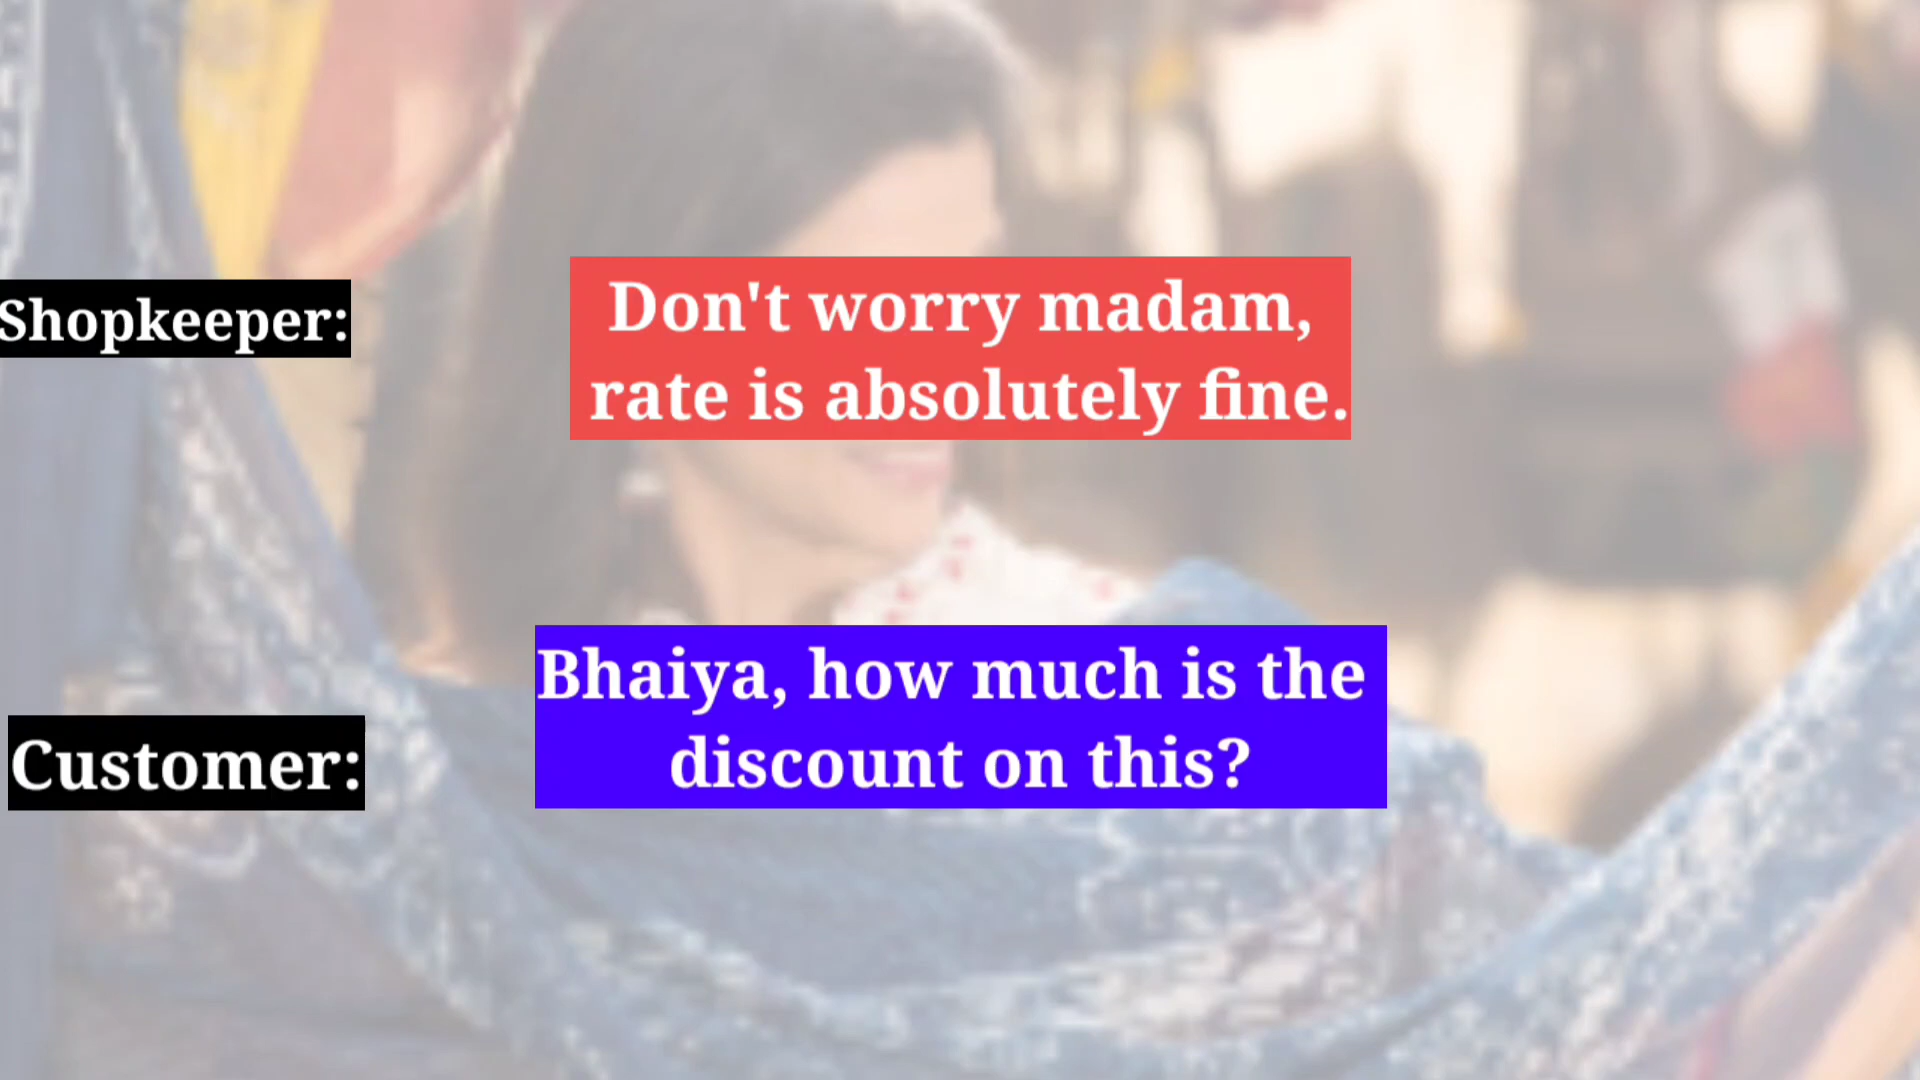 Shopkeeper:
Don't worry madam,
rate is absolutely fine.
Customer:
Bhaiya, how much is the
discount on this?